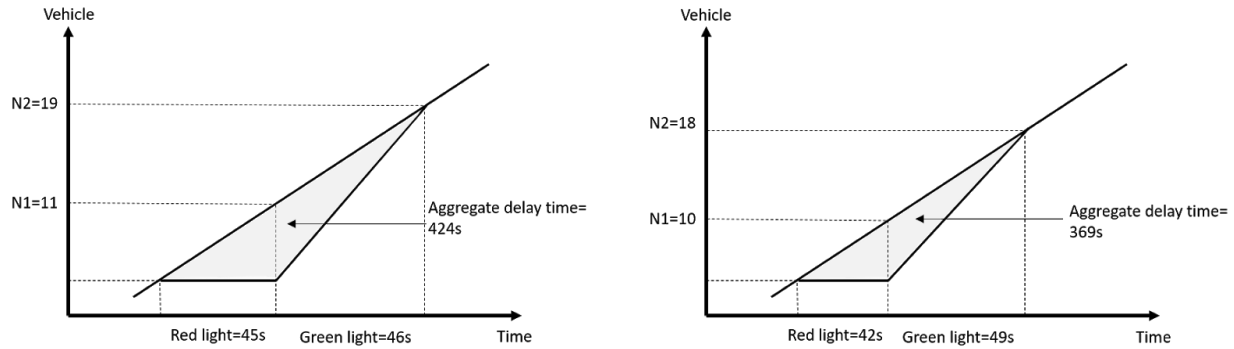 Vehicle
N2=19
N1=11
Aggregate delay time=
424s
Red light=45s
Green light=46s
Time
Vehicle
N2=18
N1=10
Aggregate delay time=
369s
Red light=42s
Green light=49s
Time